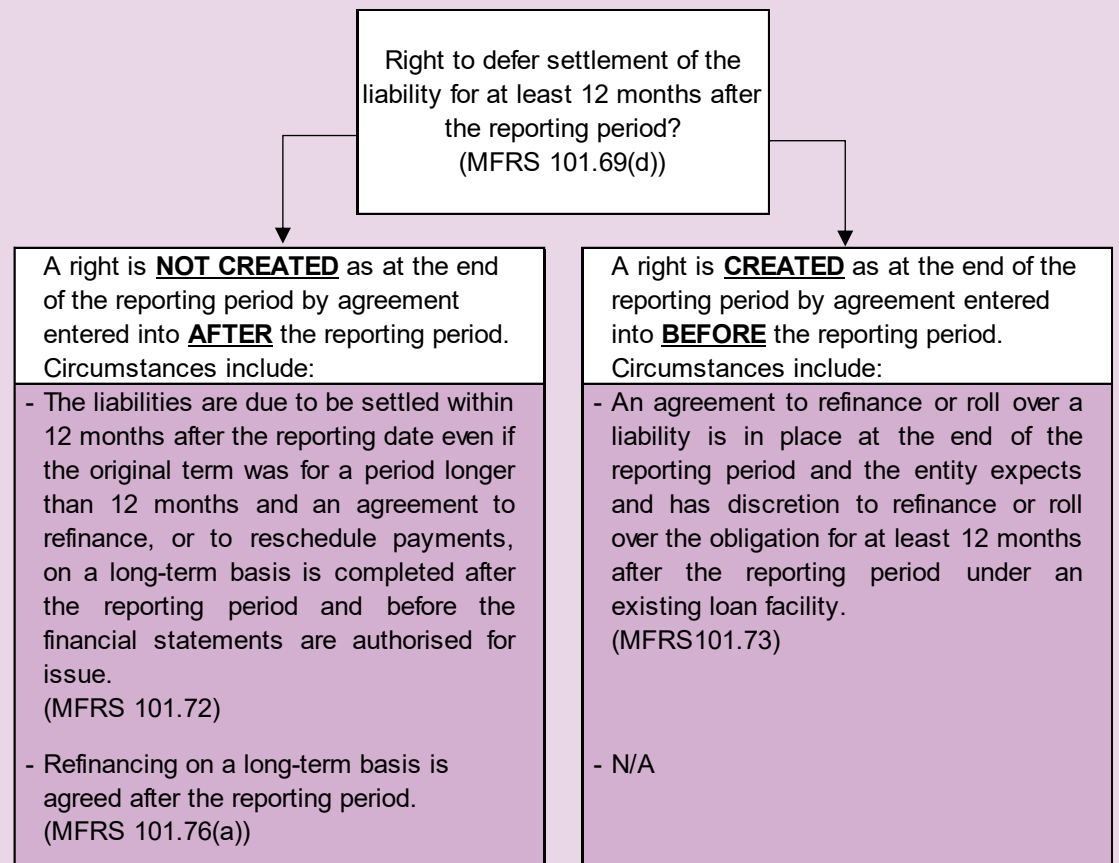 Right to defer settlement of the
liability for at least 12 months after
the reporting period?
(MFRS 101.69(d))
A right is NOT CREATED as at the end
of the reporting period by agreement
entered into AFTER the reporting period.
Circumstances include:
- The liabilities are due to be settled within
12 months after the reporting date even if
the original term was for a period longer
than 12 months and an agreement to
refinance, or to reschedule payments,
on a long-term basis is completed after
the reporting period and before the
financial statements are authorised for
issue.
(MFRS 101.72)
- Refinancing on a long-term basis is
agreed after the reporting period.
(MFRS 101.76(a))
A right is CREATED as at the end of the
reporting period by agreement entered
into BEFORE the reporting period.
Circumstances include:
- An agreement to refinance or roll over a
liability is in place at the end of the
reporting period and the entity expects
and has discretion to refinance or roll
over the obligation for at least 12 months
after the reporting period under an
existing loan facility.
(MFRS101.73)
- N/A